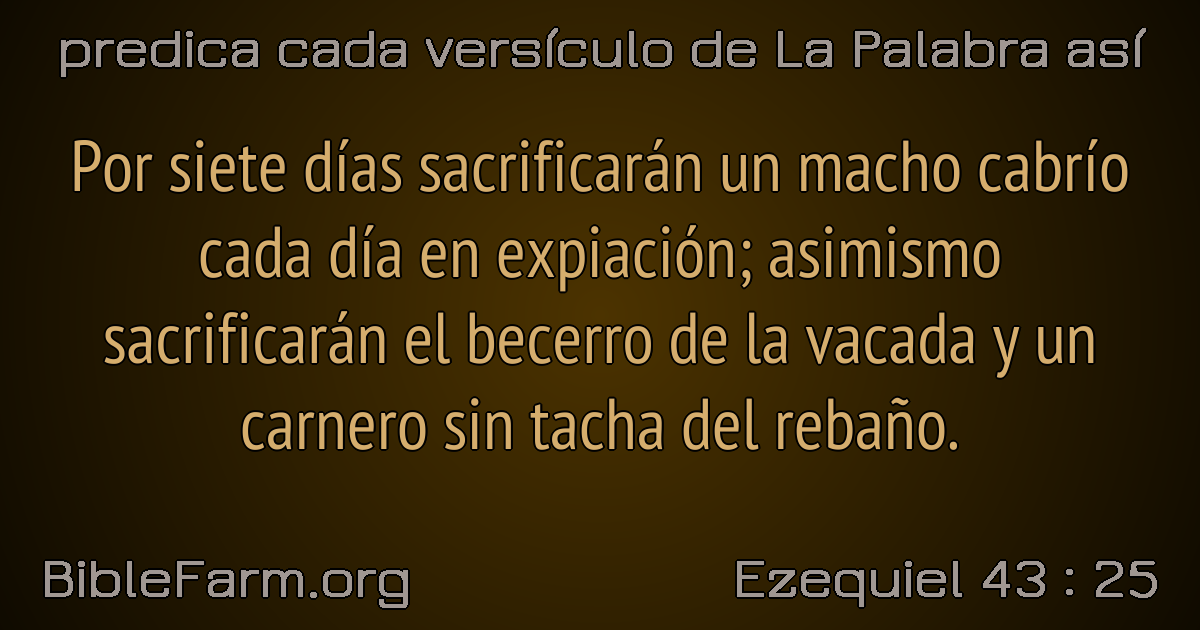 predica cada versículo de La Palabra así
Por siete días sacrificarán un macho cabrío
cada día en expiación; asimismo
sacrificarán el becerro de la vacada y un
carnero sin tacha del rebaño.
BibleFarm.org
Ezequiel 43 : 25